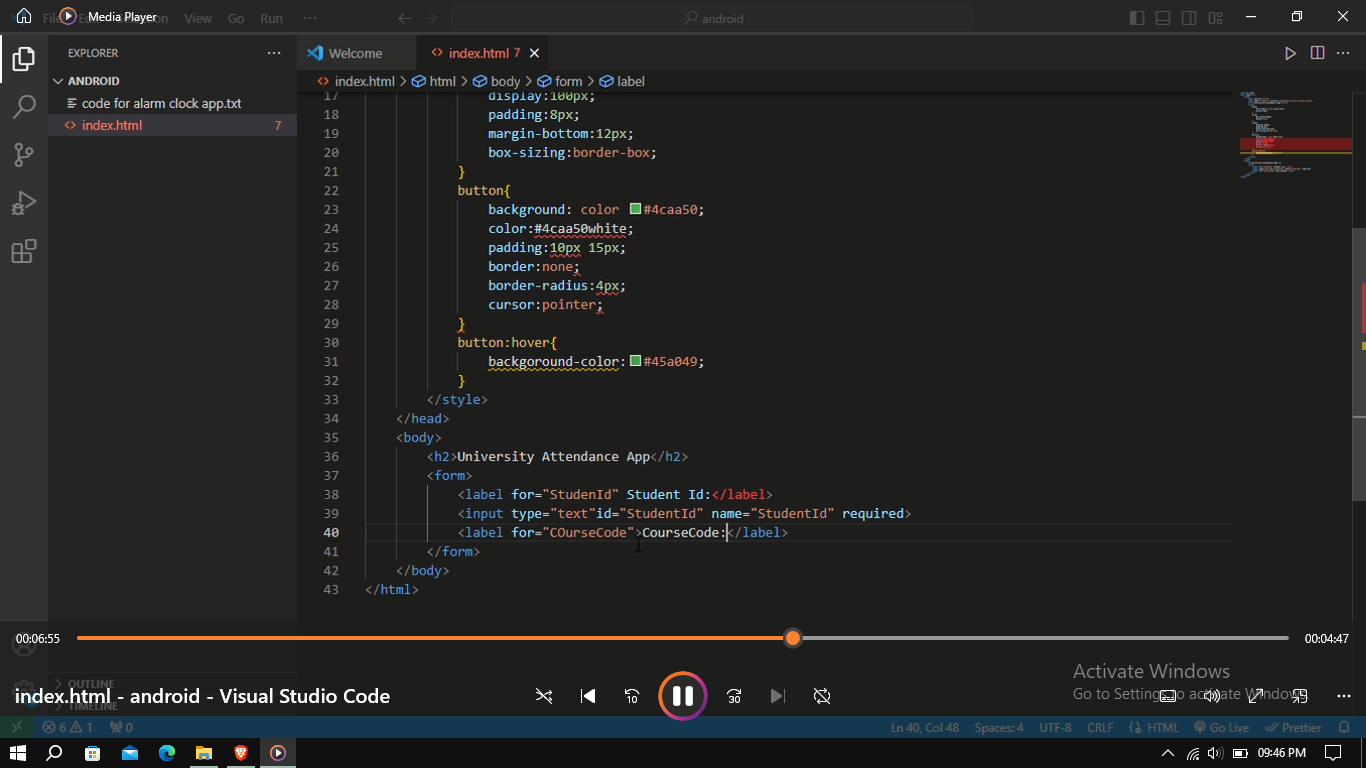 File Media Player View Go Run ··· android
EXPLORER ···
Welcome index.html 7
ANDROID
index.html > html > body > form > label
code for alarm clock app.txt
index.html 7
17 display:100px;
18 padding:8px;
19 margin-bottom:12px;
20 box-sizing:border-box;
21 }
22 button{
23 background: color #4caa50;
24 color:#4caa50white;
25 padding:10px 15px;
26 border:none;
27 border-radius:4px;
28 cursor:pointer;
29 }
30 button:hover{
31 backgoround-color:#45a049;
32 }
33 </style>
34 </head>
35 <body>
36 <h2>University Attendance App</h2>
37 <form>
38 <label for="StudenId" Student Id:</label>
39 <input type="text"id="StudentId" name="StudentId" required>
40 <label for="COurseCode">CourseCode:</label>
41 </form>
42 </body>
43 </html>
00:06:55 00:04:47
Activate Windows
Go to Settings to activate Windows.
OUTLINE
index.html - android - Visual Studio Code
10 30
TIMELINE
6 1 0 Ln 40, Col 48 Spaces: 4 UTF-8 CRLF {} HTML Go Live Prettier
09:46 PM